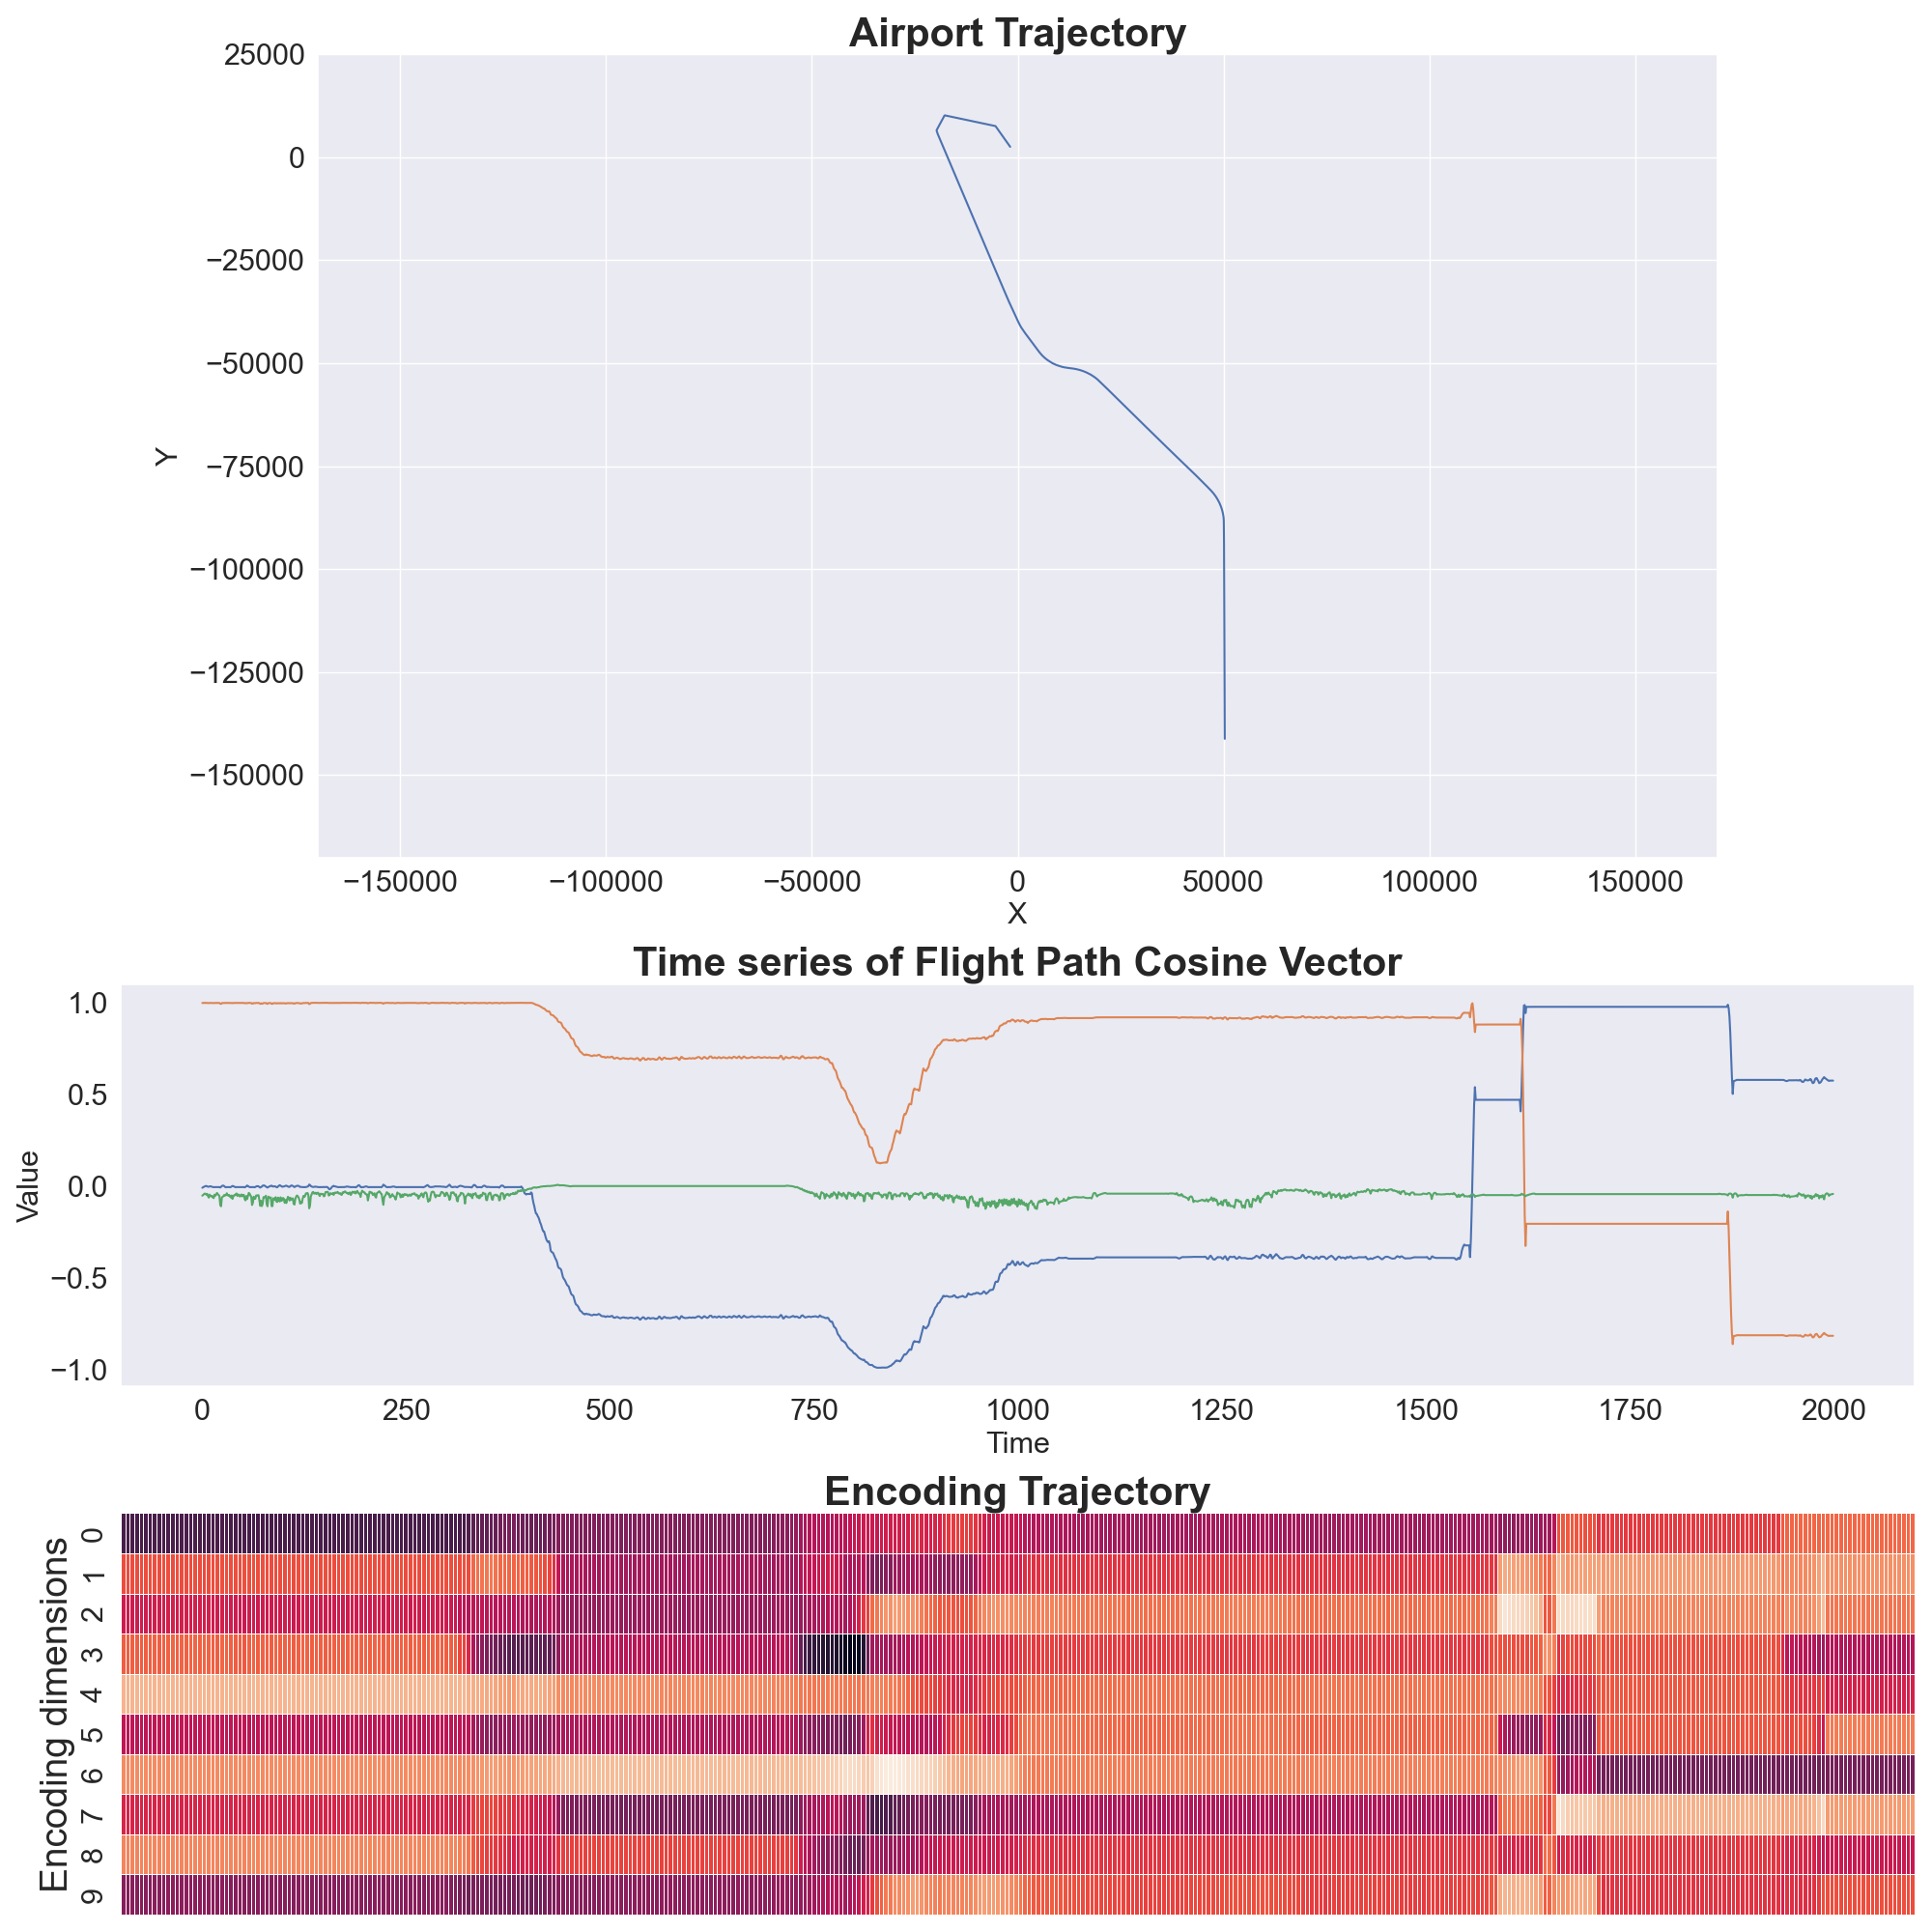 Airport Trajectory
25000
0
−25000
−50000
−75000
−100000
−125000
−150000
Y
−150000 −100000 −50000 0 50000 100000 150000
X
Time series of Flight Path Cosine Vector
1.0
0.5
0.0
−0.5
−1.0
Value
0 250 500 750 1000 1250 1500 1750 2000
Time
Encoding Trajectory
Encoding dimensions
0
1
2
3
4
5
6
7
8
9